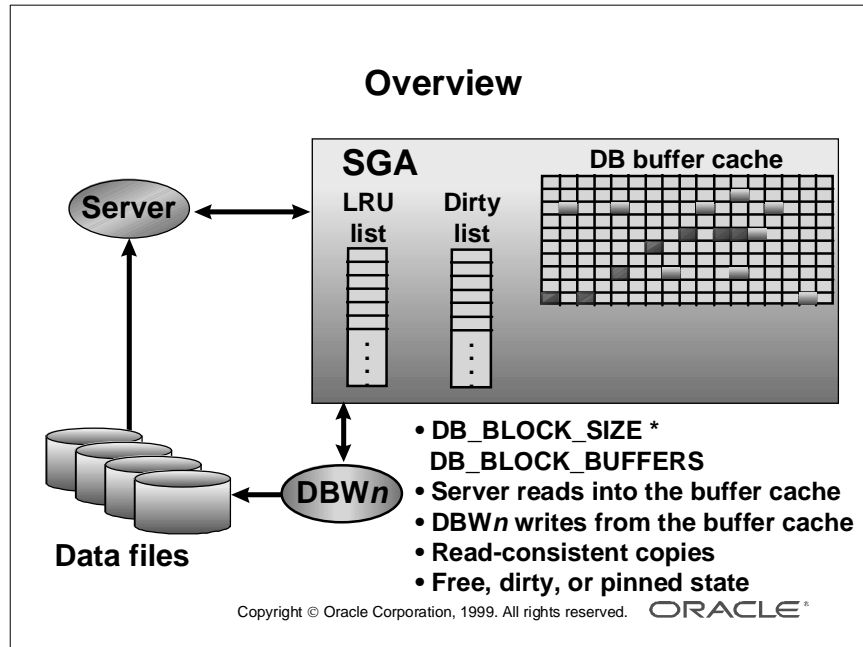 Overview
SGA
DB buffer cache
Server
LRU
list
Dirty
list
• DB_BLOCK_SIZE *
DB_BLOCK_BUFFERS
• Server reads into the buffer cache
DBWn
• DBWn writes from the buffer cache
• Read-consistent copies
Data files
• Free, dirty, or pinned state
Copyright © Oracle Corporation, 1999. All rights reserved.
ORACLE®